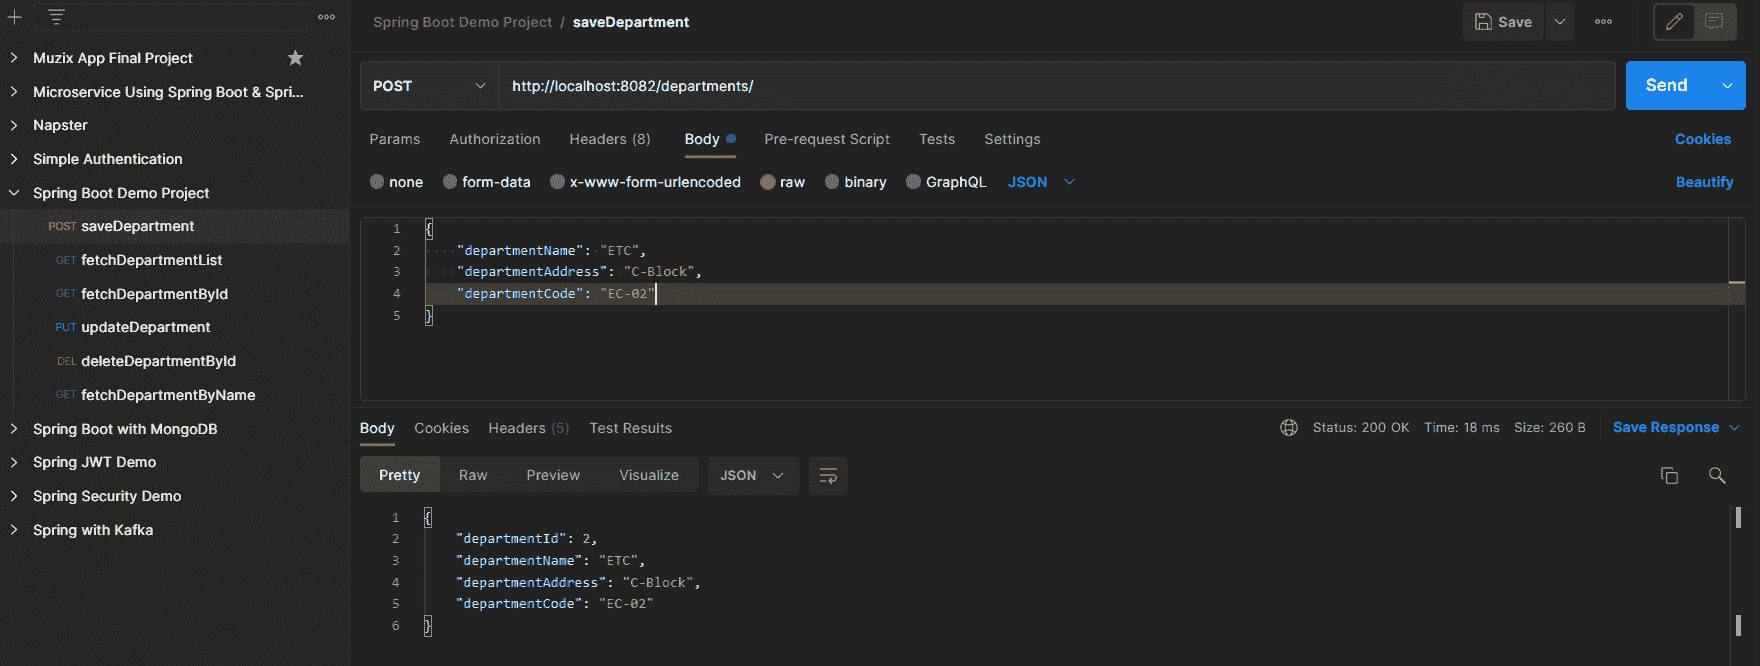 Muzix App Final Project
Microservice Using Spring Boot & Spri...
Napster
Simple Authentication
Spring Boot Demo Project
POST saveDepartment
GET fetchDepartmentList
GET fetchDepartmentById
PUT updateDepartment
DEL deleteDepartmentById
GET fetchDepartmentByName
Spring Boot with MongoDB
Spring JWT Demo
Spring Security Demo
Spring with Kafka
Spring Boot Demo Project / saveDepartment
Save
POST http://localhost:8082/departments/ Send
Params Authorization Headers (8) Body Pre-request Script Tests Settings Cookies
none form-data x-www-form-urlencoded raw binary GraphQL JSON Beautify
1 {
2 "departmentName": "ETC",
3 "departmentAddress": "C-Block",
4 "departmentCode": "EC-02"
5 }
Body Cookies Headers (5) Test Results Status: 200 OK Time: 18 ms Size: 260 B Save Response
Pretty Raw Preview Visualize JSON
1 {
2 "departmentId": 2,
3 "departmentName": "ETC",
4 "departmentAddress": "C-Block",
5 "departmentCode": "EC-02"
6 }